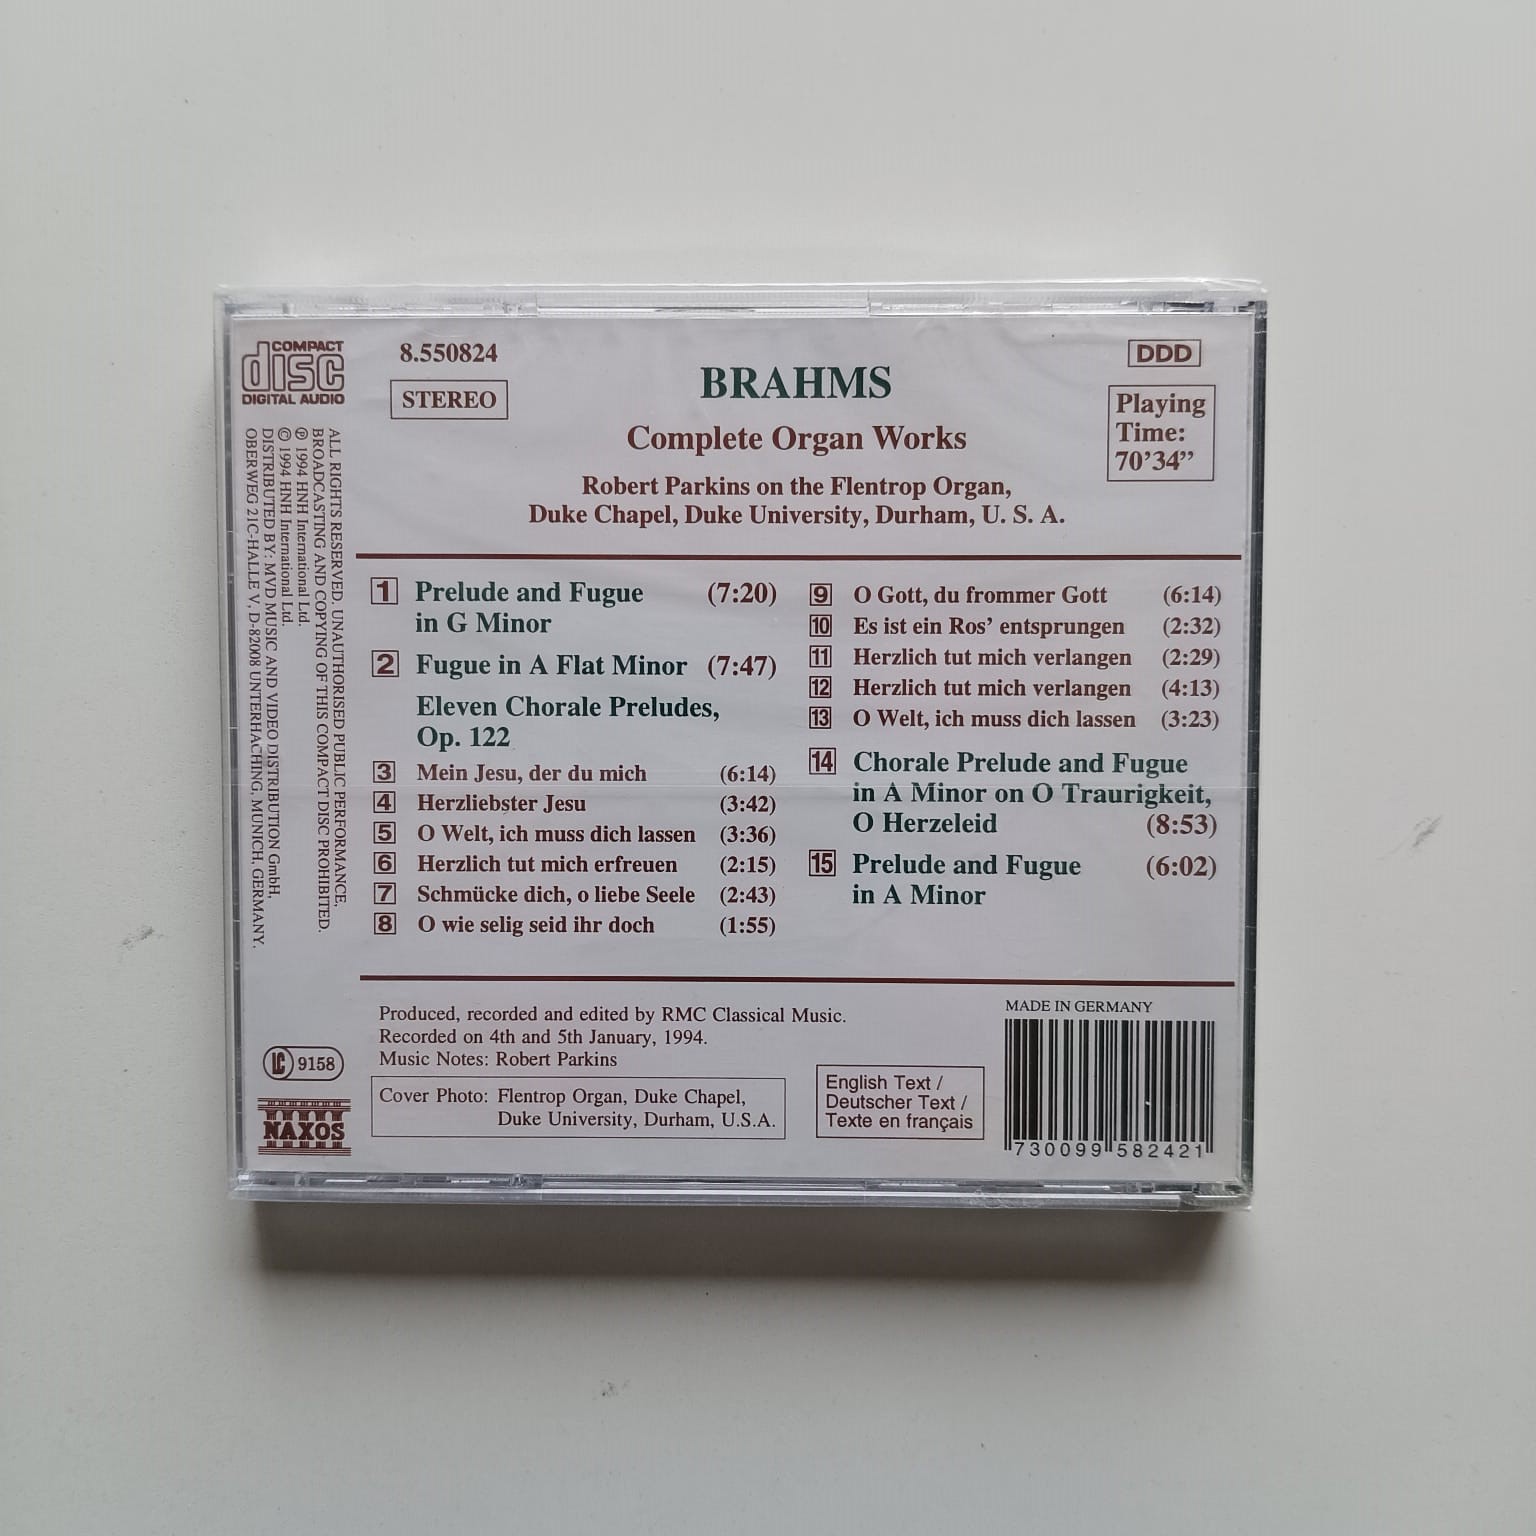 COMPACT
disc
DIGITAL AUDIO
8.550824
STEREO
BRAHMS
Complete Organ Works
Robert Parkins on the Flentrop Organ,
Duke Chapel, Duke University, Durham, U. S. A.
DDD
Playing
Time:
70'34”
ALL RIGHTS RESERVED. UNAUTHORISED PUBLIC PERFORMANCE,
BROADCASTING AND COPYING OF THIS COMPACT DISC PROHIBITED.
℗ 1994 HNH International Ltd.
© 1994 HNH International Ltd.
DISTRIBUTED BY: MVD MUSIC AND VIDEO DISTRIBUTION GmbH,
OBERWEG 21C-HALLE V, D-82008 UNTERHACHING, MUNICH, GERMANY.
1 Prelude and Fugue (7:20)
in G Minor
2 Fugue in A Flat Minor (7:47)
Eleven Chorale Preludes,
Op. 122
3 Mein Jesu, der du mich (6:14)
4 Herzliebster Jesu (3:42)
5 O Welt, ich muss dich lassen (3:36)
6 Herzlich tut mich erfreuen (2:15)
7 Schmücke dich, o liebe Seele (2:43)
8 O wie selig seid ihr doch (1:55)
9 O Gott, du frommer Gott (6:14)
10 Es ist ein Ros' entsprungen (2:32)
11 Herzlich tut mich verlangen (2:29)
12 Herzlich tut mich verlangen (4:13)
13 O Welt, ich muss dich lassen (3:23)
14 Chorale Prelude and Fugue
in A Minor on O Traurigkeit,
O Herzeleid (8:53)
15 Prelude and Fugue (6:02)
in A Minor
Produced, recorded and edited by RMC Classical Music.
Recorded on 4th and 5th January, 1994.
Music Notes: Robert Parkins
Cover Photo: Flentrop Organ, Duke Chapel,
Duke University, Durham, U.S.A.
LC 9158
NAXOS
English Text /
Deutscher Text /
Texte en français
MADE IN GERMANY
730099 582421